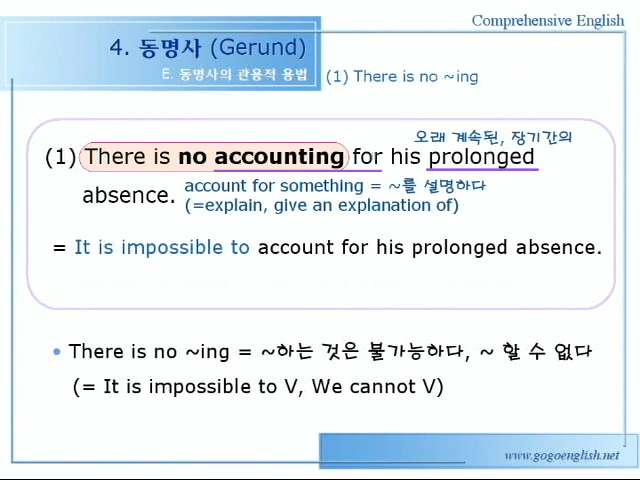 Comprehensive English
4. 동명사 (Gerund)
E. 동명사의 관용적 용법
(1) There is no ~ing
오래 계속된, 장기간의
(1) There is no accounting for his prolonged
absence.
account for something = ~를 설명하다
(=explain, give an explanation of)
= It is impossible to account for his prolonged absence.
• There is no ~ing = ~하는 것은 불가능하다, ~ 할 수 없다
(= It is impossible to V, We cannot V)
www.gogoenglish.net